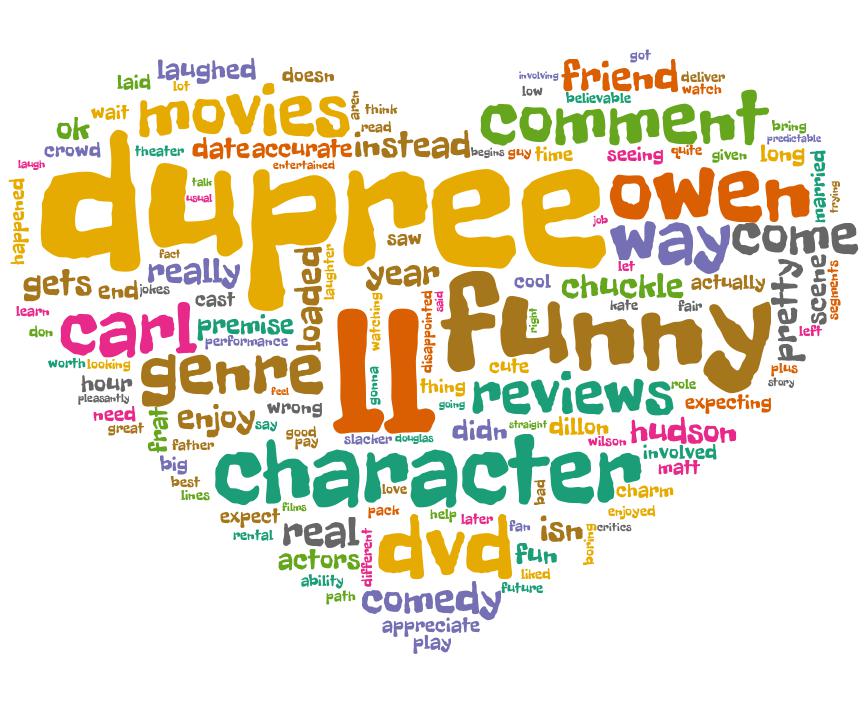 got
laughed
doesn
involving
friend
deliver
laid
lot
low
believable
watch
wait
movies
aren
think
read
comment
bring
predictable
ok
crowd
theater
date
accurate
instead
begins
guy
time
seeing
quite
given
long
laugh
entertained
happened
dupree
talk
usual
job
owen
married
trying
saw
way
come
fact
let
gets
end
jokes
really
cast
loaded
laughter
year
cool
chuckle
actually
pretty
scene
segments
learn
don
carl
premise
performance
ll
watching
gonna
said
disappointed
funny
right
kate
fair
left
worth
looking
genre
feel
hour
pleasantly
thing
going
cute
reviews
role
expecting
plus
story
need
great
frat
enjoy
say
wrong
good
pay
father
slacker
douglas
didn
straight
dillon
wilson
hudson
involved
matt
big
best
lines
character
love
bad
charm
expect
films
pack
help
later
fan
isn
critics
enjoyed
boring
rental
real
different
dvd
fun
actors
ability
path
liked
future
comedy
appreciate
play